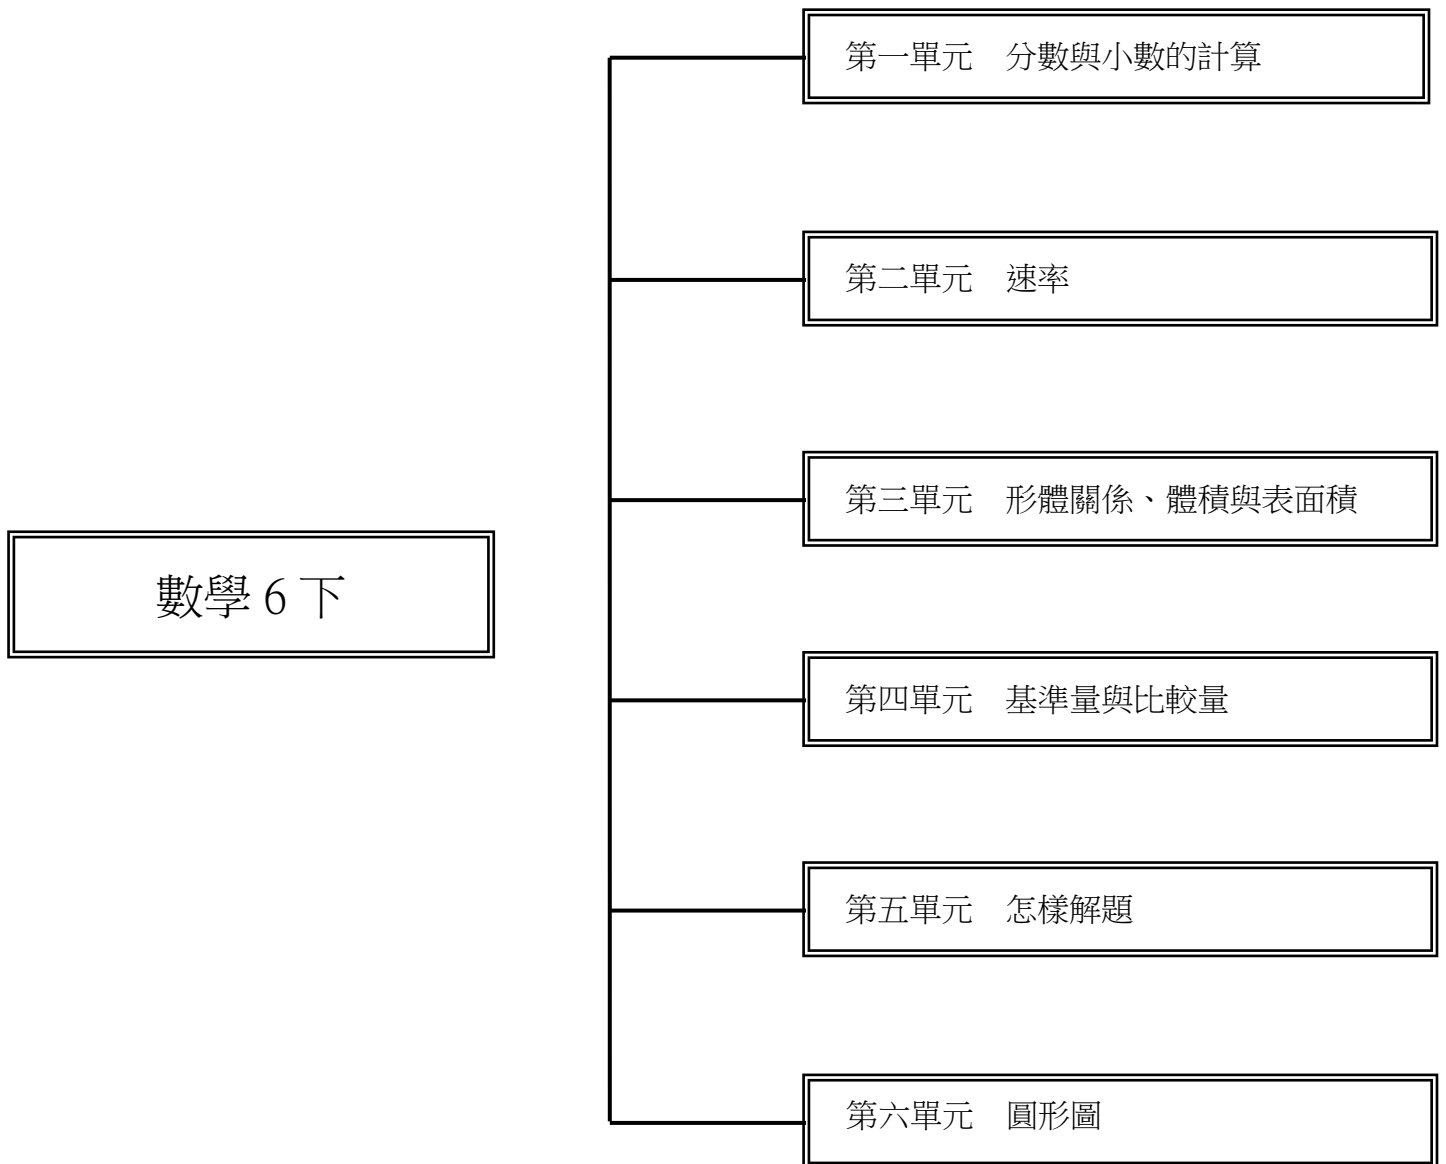 第一單元　分數與小數的計算
第二單元　速率
第三單元　形體關係、體積與表面積
數學 6 下
第四單元　基準量與比較量
第五單元　怎樣解題
第六單元　圓形圖